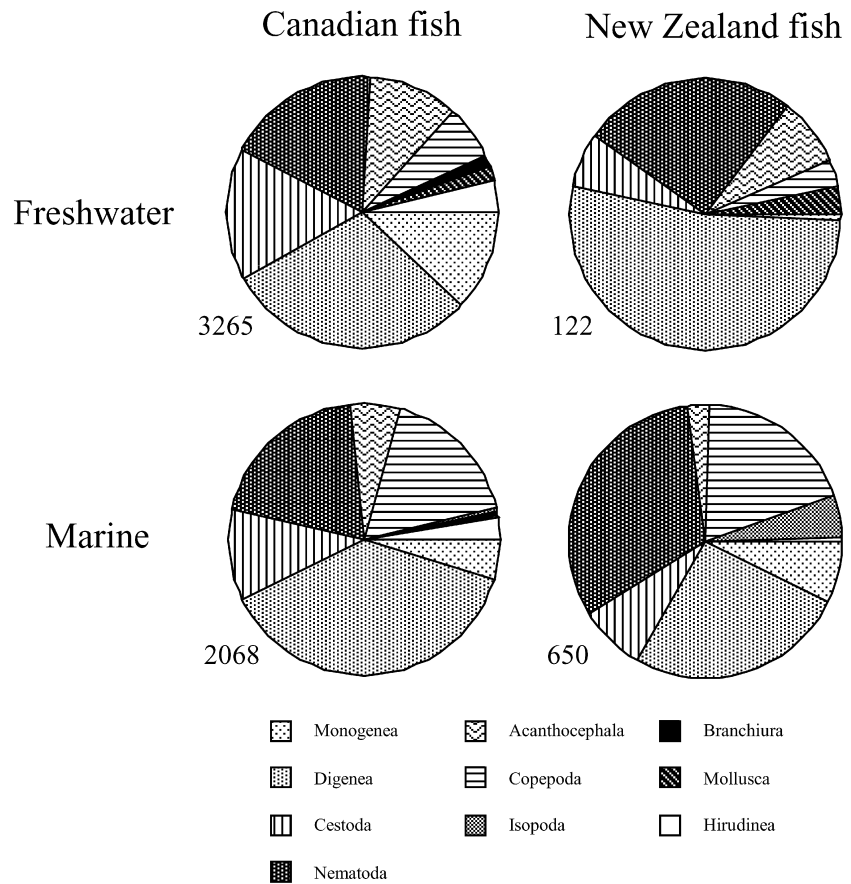 Canadian fish
New Zealand fish
Freshwater
3265
122
Marine
2068
650
Monogenea
Acanthocephala
Branchiura
Digenea
Copepoda
Mollusca
Cestoda
Isopoda
Hirudinea
Nematoda